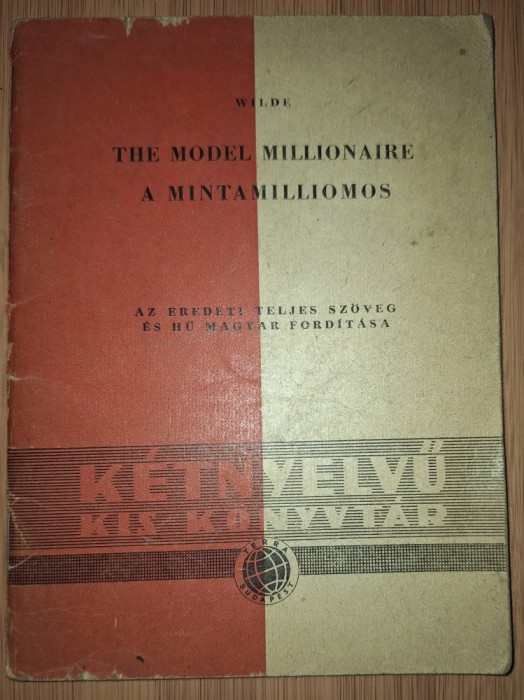 WILDE
THE MODEL MILLIONAIRE
A MINTAMILLIOMOS
AZ EREDETI TELJES SZÖVEG
ÉS HŰ MAGYAR FORDÍTÁSA
KÉTNYELVŰ
KIS KÖNYVTÁR
TERRA
BUDAPEST